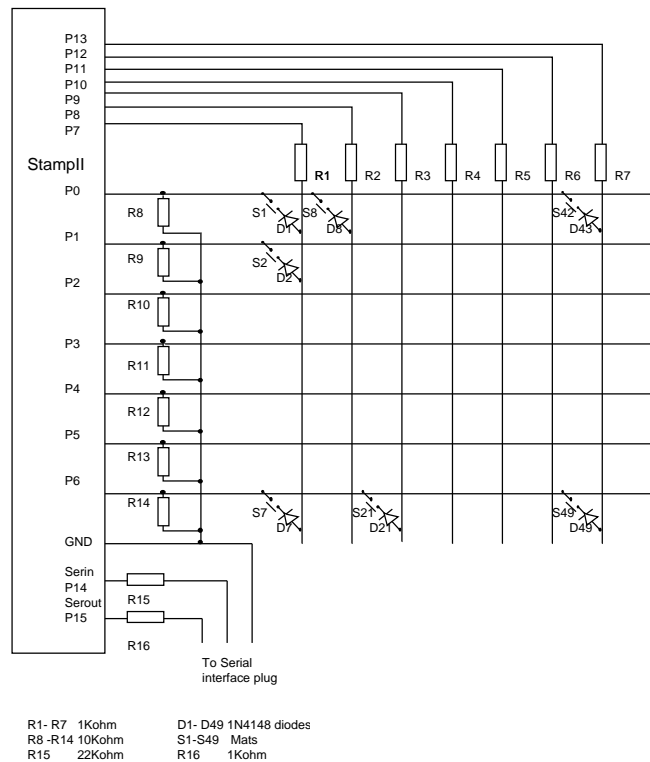 P13
P12
P11
P10
P9
P8
P7
StampII
R1 R2 R3 R4 R5 R6 R7
P0
R8 S1 D1 S8 D8 S42 D43
P1
R9 S2 D2
P2
R10
P3
R11
P4
R12
P5
R13
P6
R14 S7 D7 S21 D21 S49 D49
GND
Serin
P14
R15
Serout
P15
R16
To Serial
interface plug
R1- R7 1Kohm D1- D49 1N4148 diodes
R8 -R14 10Kohm S1-S49 Mats
R15 22Kohm R16 1Kohm